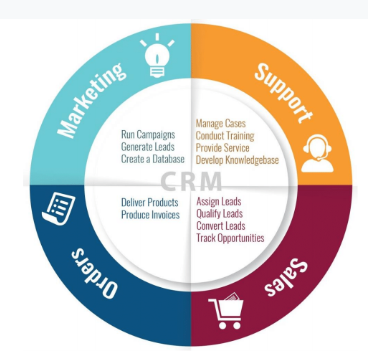 Marketing
Run Campaigns
Generate Leads
Create a Database
Support
Manage Cases
Conduct Training
Provide Service
Develop Knowledgebase
CRM
Orders
Deliver Products
Produce Invoices
Sales
Assign Leads
Qualify Leads
Convert Leads
Track Opportunities